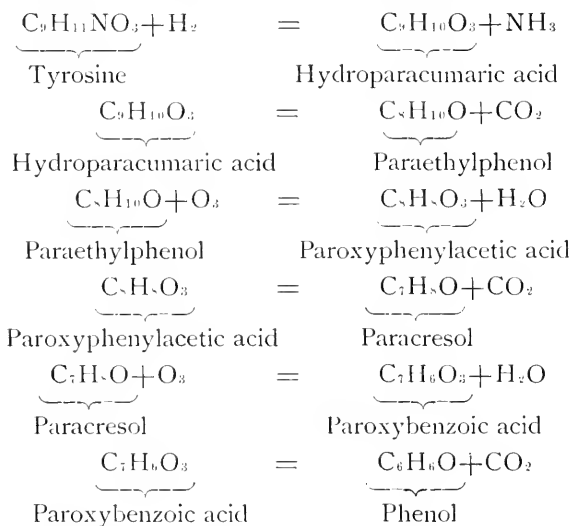 C₉H₁₁NO₃+H₂ = C₉H₁₀O₃+NH₃
Tyrosine Hydroparacumaric acid
C₉H₁₀O₃ = C₈H₁₀O+CO₂
Hydroparacumaric acid Paraethylphenol
C₈H₁₀O+O₃ = C₈H₈O₃+H₂O
Paraethylphenol Paroxyphenylacetic acid
C₈H₈O₃ = C₇H₈O+CO₂
Paroxyphenylacetic acid Paracresol
C₇H₈O+O₃ = C₇H₆O₃+H₂O
Paracresol Paroxybenzoic acid
C₇H₆O₃ = C₆H₆O+CO₂
Paroxybenzoic acid Phenol